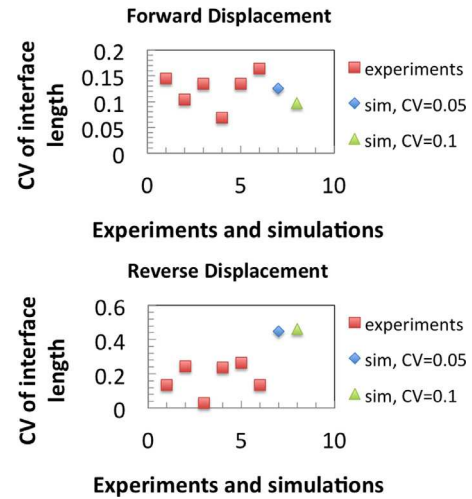 Forward Displacement
CV of interface
length
0.2
0.15
0.1
0.05
0
0 5 10
experiments
sim, CV=0.05
sim, CV=0.1
Experiments and simulations
Reverse Displacement
CV of interface
length
0.6
0.4
0.2
0
0 5 10
experiments
sim, CV=0.05
sim, CV=0.1
Experiments and simulations